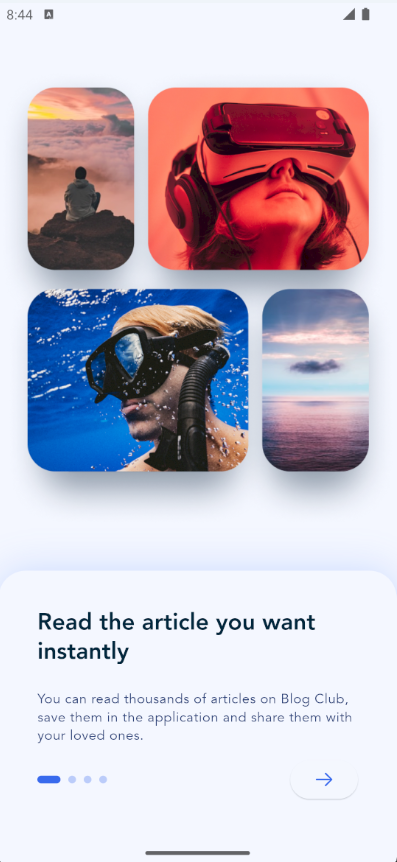 8:44
Read the article you want
instantly
You can read thousands of articles on Blog Club,
save them in the application and share them with
your loved ones.